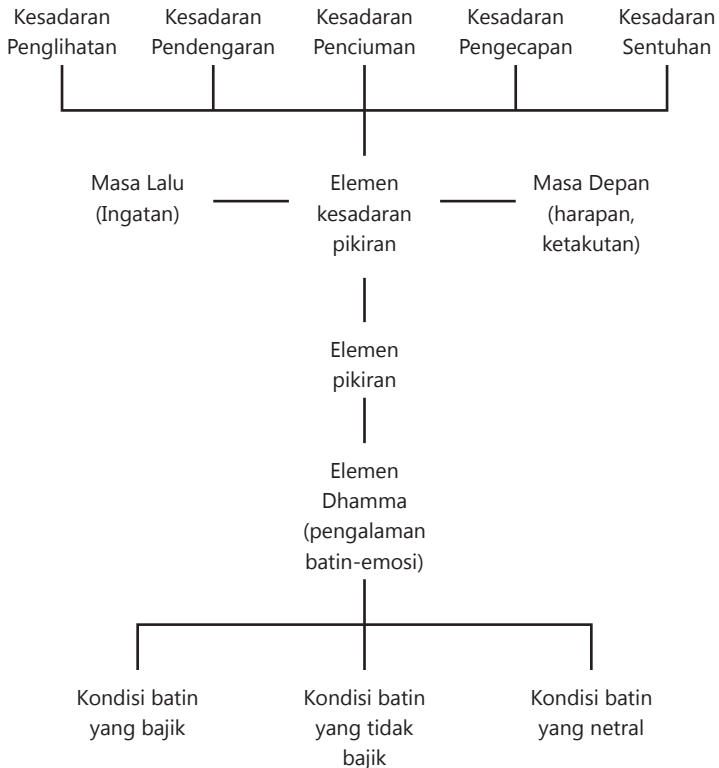 Kesadaran
Penglihatan
Kesadaran
Pendengaran
Kesadaran
Penciuman
Kesadaran
Pengecapan
Kesadaran
Sentuhan
Masa Lalu
(Ingatan)
Elemen
kesadaran
pikiran
Masa Depan
(harapan,
ketakutan)
Elemen
pikiran
Elemen
Dhamma
(pengalaman
batin-emosi)
Kondisi batin
yang bajik
Kondisi batin
yang tidak
bajik
Kondisi batin
yang netral